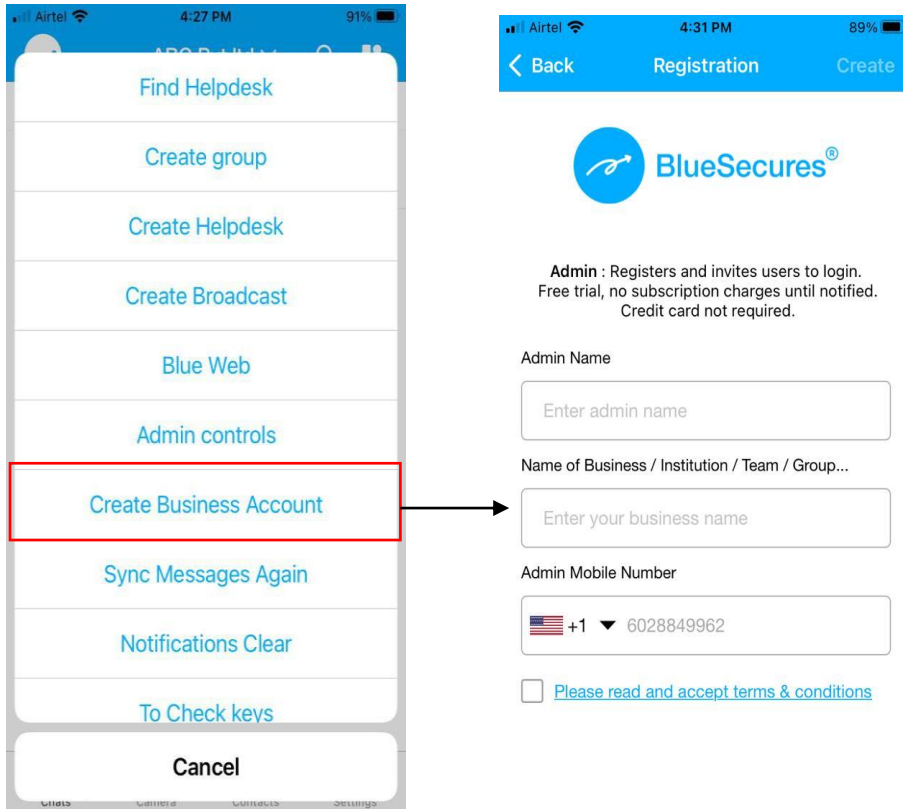 Airtel 4:27 PM 91%
Find Helpdesk
Create group
Create Helpdesk
Create Broadcast
Blue Web
Admin controls
Create Business Account
Sync Messages Again
Notifications Clear
To Check keys
Cancel
Chats Camera Contacts Settings
Airtel 4:31 PM 89%
Back Registration Create
BlueSecures®
Admin : Registers and invites users to login.
Free trial, no subscription charges until notified.
Credit card not required.
Admin Name
Enter admin name
Name of Business / Institution / Team / Group...
Enter your business name
Admin Mobile Number
+1 6028849962
Please read and accept terms & conditions